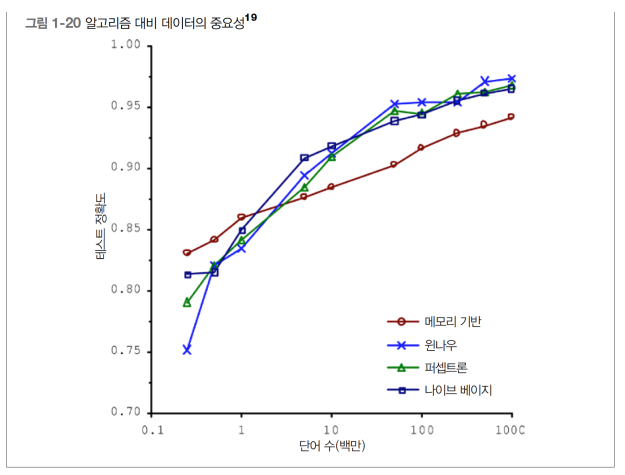 그림 1-20 알고리즘 대비 데이터의 중요성19
1.00
0.95
0.90
0.85
0.80
0.75
0.70
테스트 정확도
메모리 기반
윈나우
퍼셉트론
나이브 베이지
0.1 1 10 100 100C
단어 수(백만)